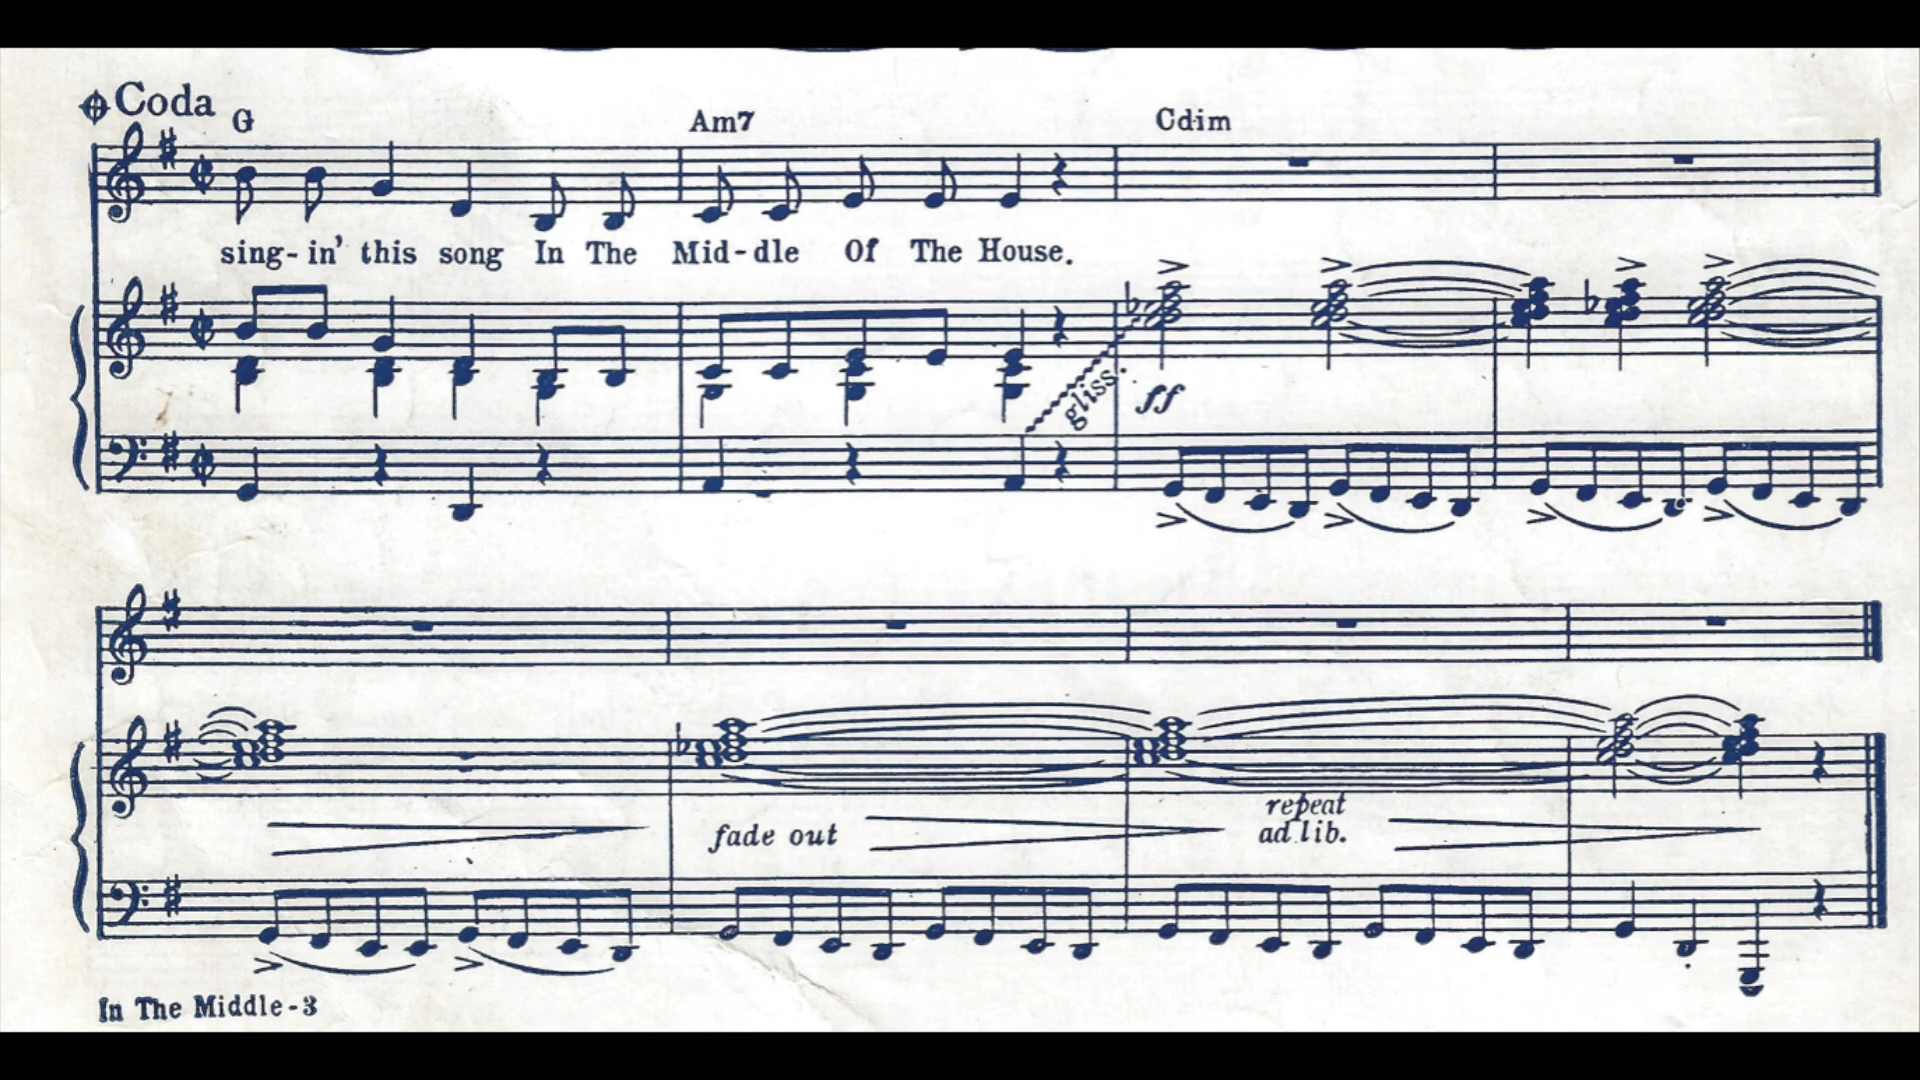 Coda
G Am7 Cdim
sing-in' this song In The Mid-dle Of The House.
gliss. ff
repeat
fade out ad lib.
In The Middle-3